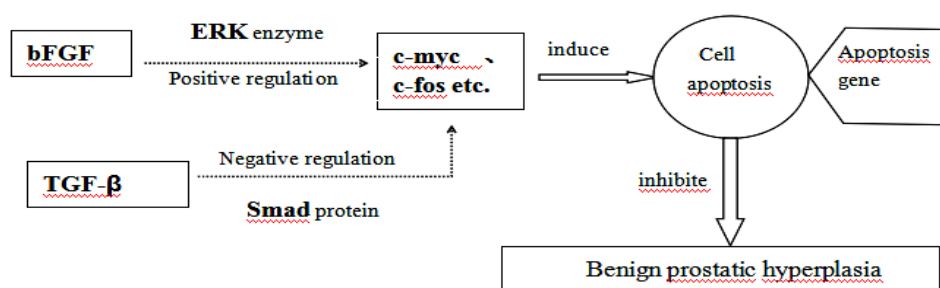 bFGF
ERK enzyme
Positive regulation
c-myc 、
c-fos etc.
induce
Cell
apoptosis
Apoptosis
gene
TGF-β
Negative regulation
Smad protein
inhibite
Benign prostatic hyperplasia